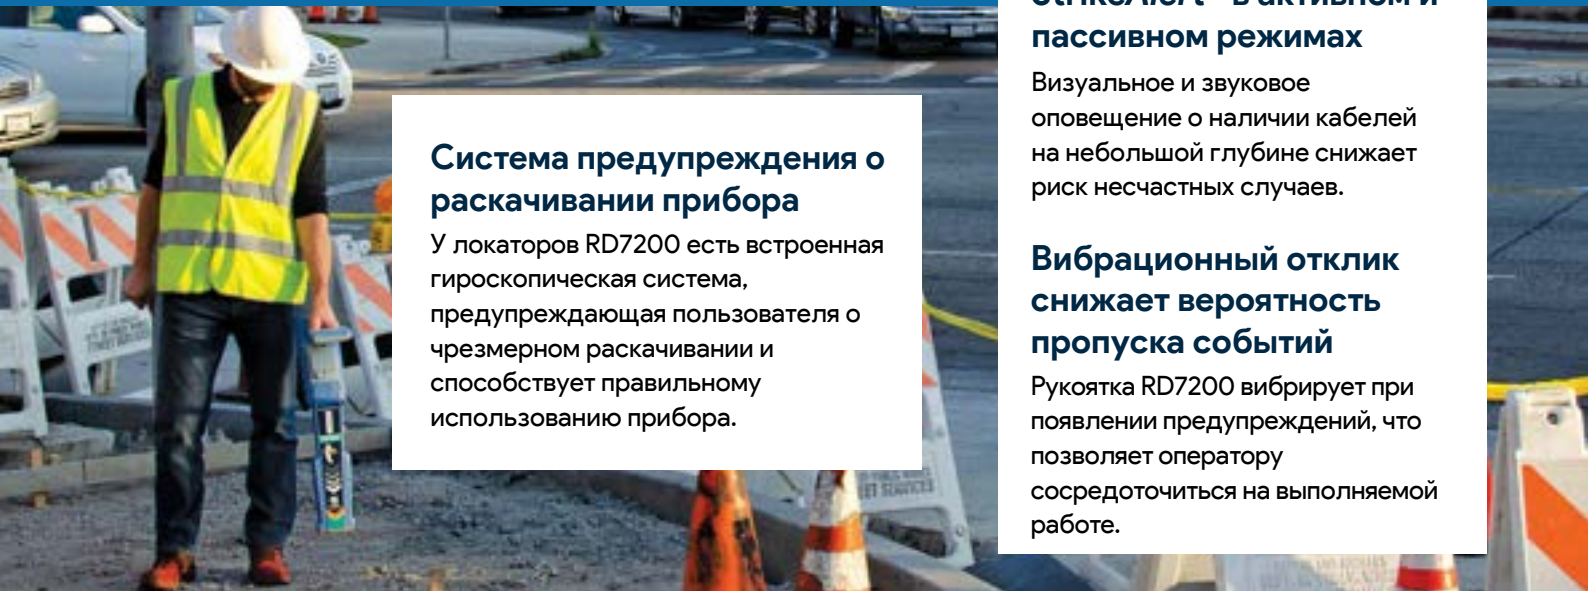 Система предупреждения о
раскачивании прибора
У локаторов RD7200 есть встроенная
гироскопическая система,
предупреждающая пользователя о
чрезмерном раскачивании и
способствует правильному
использованию прибора.
пассивном режимах
Визуальное и звуковое
оповещение о наличии кабелей
на небольшой глубине снижает
риск несчастных случаев.
Вибрационный отклик
снижает вероятность
пропуска событий
Рукоятка RD7200 вибрирует при
появлении предупреждений, что
позволяет оператору
сосредоточиться на выполняемой
работе.